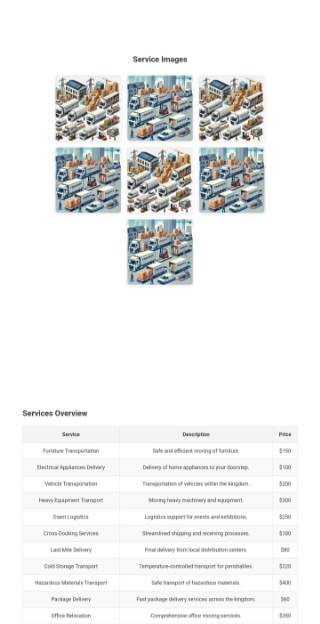 Service Images
Services Overview
Service Description Price
Furniture Transportation Safe and efficient moving of furniture. $150
Electrical Appliances Delivery Delivery of home appliances to your doorstep. $100
Vehicle Transportation Transportation of vehicles within the kingdom. $200
Heavy Equipment Transport Moving heavy machinery and equipment. $300
Event Logistics Logistics support for events and exhibitions. $250
Cross-Docking Services Streamlined shipping and receiving processes. $180
Last-Mile Delivery Final delivery from local distribution centers. $80
Cold Storage Transport Temperature-controlled transport for perishables. $220
Hazardous Materials Transport Safe transport of hazardous materials. $400
Package Delivery Fast package delivery services across the kingdom. $60
Office Relocation Comprehensive office moving services. $350